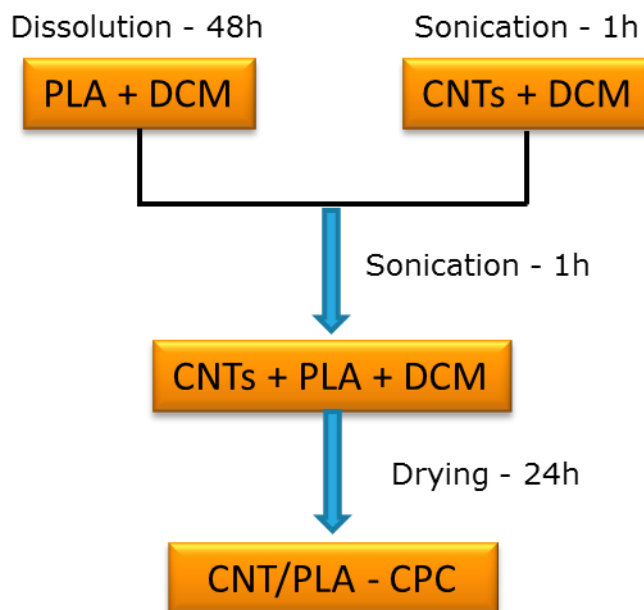 Dissolution - 48h
Sonication - 1h
PLA + DCM
CNTs + DCM
Sonication - 1h
CNTs + PLA + DCM
Drying - 24h
CNT/PLA - CPC